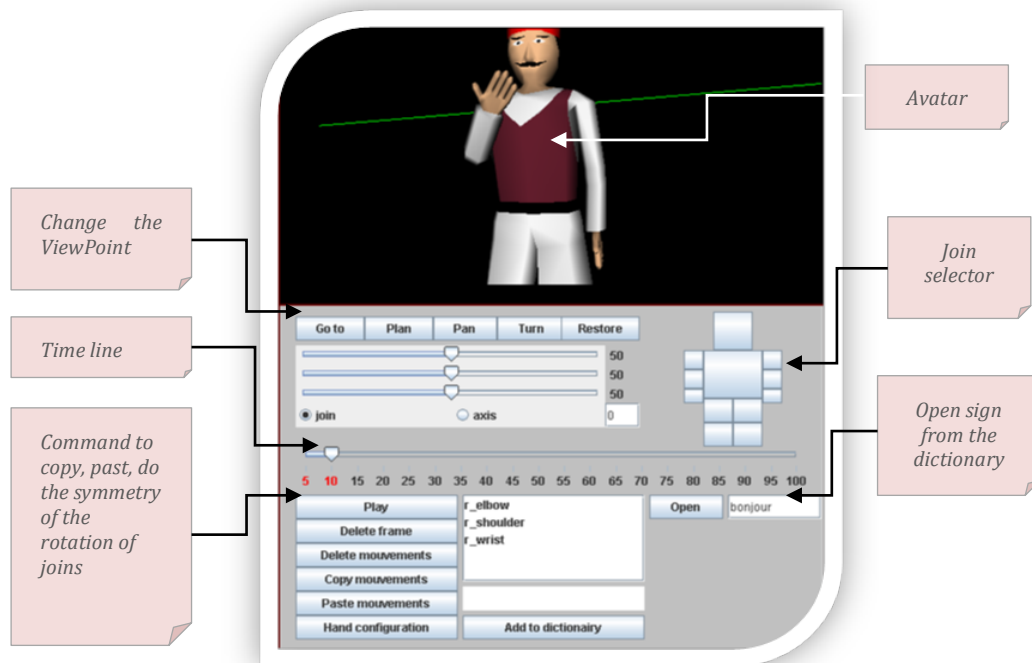 Avatar
Change the
ViewPoint
Join
selector
Go to Plan Pan Turn Restore
50
50
50
join axis 0
Time line
Open sign
from the
dictionary
Command to
copy, past, do
the symmetry
of the
rotation of
joins
5 10 15 20 25 30 35 40 45 50 55 60 65 70 75 80 85 90 95 100
Play
Delete frame
Delete mouvements
Copy mouvements
Paste mouvements
Hand configuration
r_elbow
r_shoulder
r_wrist
Add to dictionairy
Open bonjour